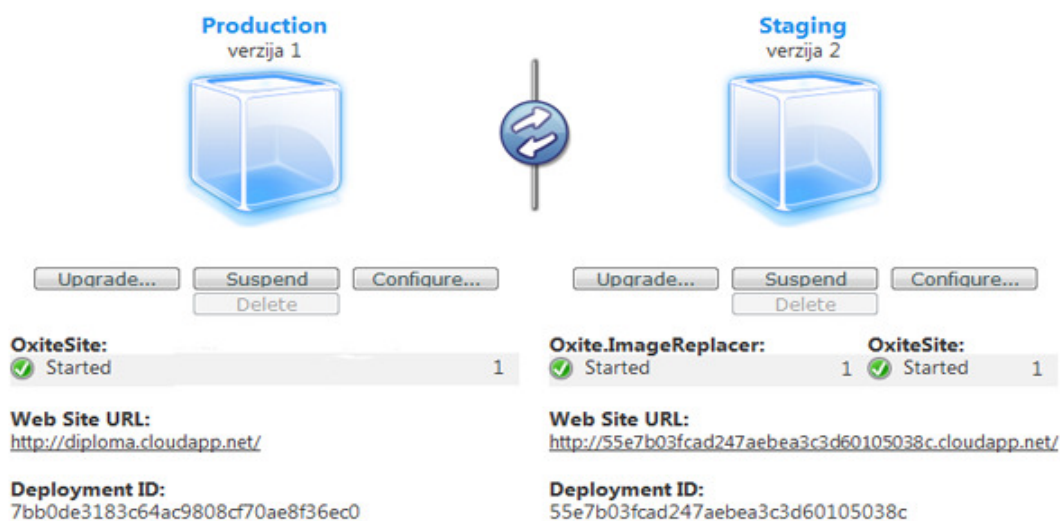 Production
verzija 1
Upgrade...
Suspend
Configure...
Delete
OxiteSite:
Started 1
Web Site URL:
http://diploma.cloudapp.net/
Deployment ID:
7bb0de3183c64ac9808cf70ae8f36ec0
Staging
verzija 2
Upgrade...
Suspend
Configure...
Delete
Oxite.ImageReplacer:
Started 1
OxiteSite:
Started 1
Web Site URL:
http://55e7b03fcad247aebea3c3d60105038c.cloudapp.net/
Deployment ID:
55e7b03fcad247aebea3c3d60105038c